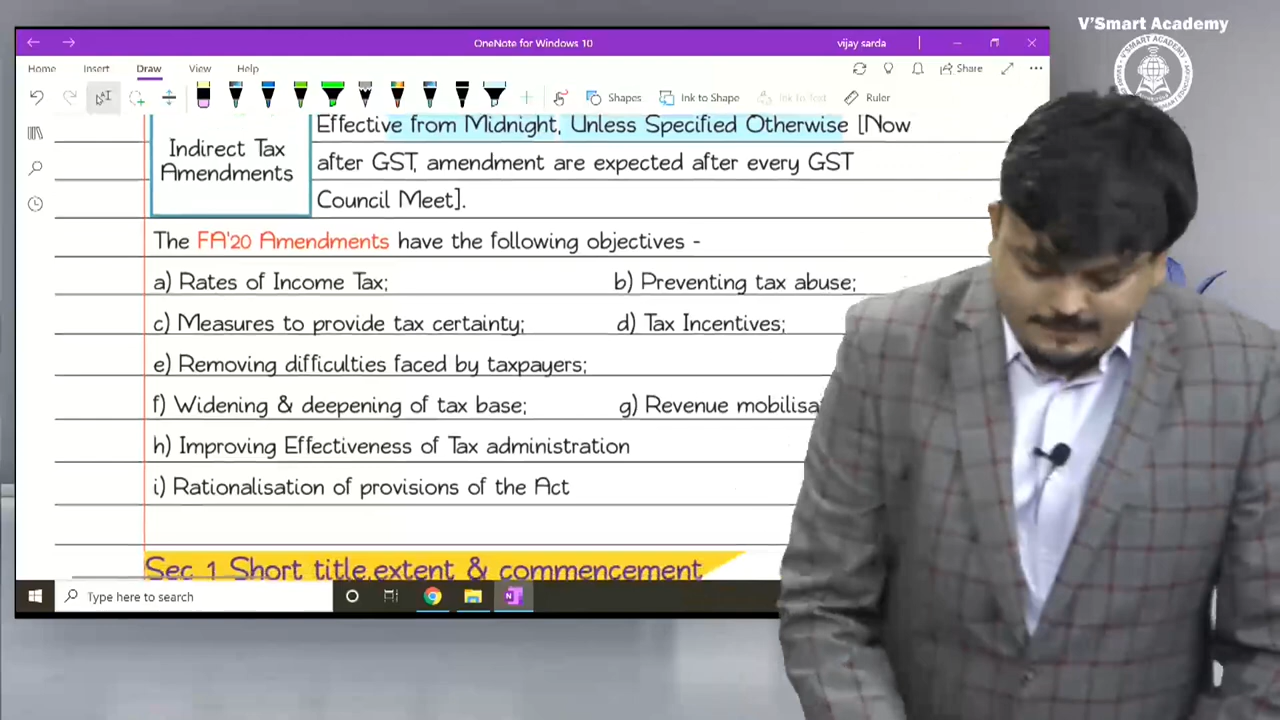 V'Smart Academy
OneNote for Windows 10
vijay sarda
Home Insert Draw View Help
Share
Shapes Ink to Shape Ink to Text Ruler
Effective from Midnight, Unless Specified Otherwise [Now
Indirect Tax
Amendments
after GST, amendment are expected after every GST
Council Meet].
The FA'20 Amendments have the following objectives -
a) Rates of Income Tax; b) Preventing tax abuse;
c) Measures to provide tax certainty; d) Tax Incentives;
e) Removing difficulties faced by taxpayers;
f) Widening & deepening of tax base; g) Revenue
h) Improving Effectiveness of Tax administration
i) Rationalisation of provisions of the Act
Sec 1 Short title, extent & commencement
Type here to search